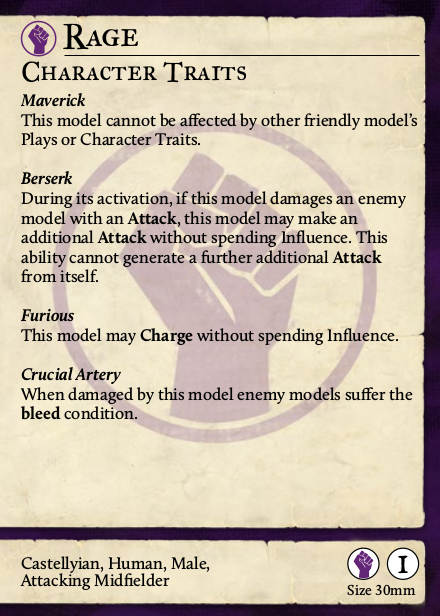 Rage
Character Traits
Maverick
This model cannot be affected by other friendly model's
Plays or Character Traits.
Berserk
During its activation, if this model damages an enemy
model with an Attack, this model may make an
additional Attack without spending Influence. This
ability cannot generate a further additional Attack
from itself.
Furious
This model may Charge without spending Influence.
Crucial Artery
When damaged by this model enemy models suffer the
bleed condition.
Castellyian, Human, Male,
Attacking Midfielder
1
Size 30mm